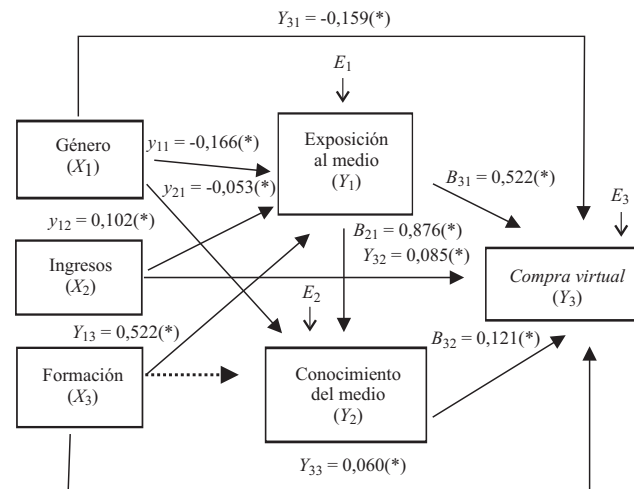 Y31 = -0,159(*)
E1
Género
(X1)
y11 = -0,166(*)
Exposición
al medio
(Y1)
y21 = -0,053(*)
B31 = 0,522(*)
E3
y12 = 0,102(*)
B21 = 0,876(*)
Y32 = 0,085(*)
Ingresos
(X2)
Compra virtual
(Y3)
E2
Y13 = 0,522(*)
B32 = 0,121(*)
Formación
(X3)
Conocimiento
del medio
(Y2)
Y33 = 0,060(*)